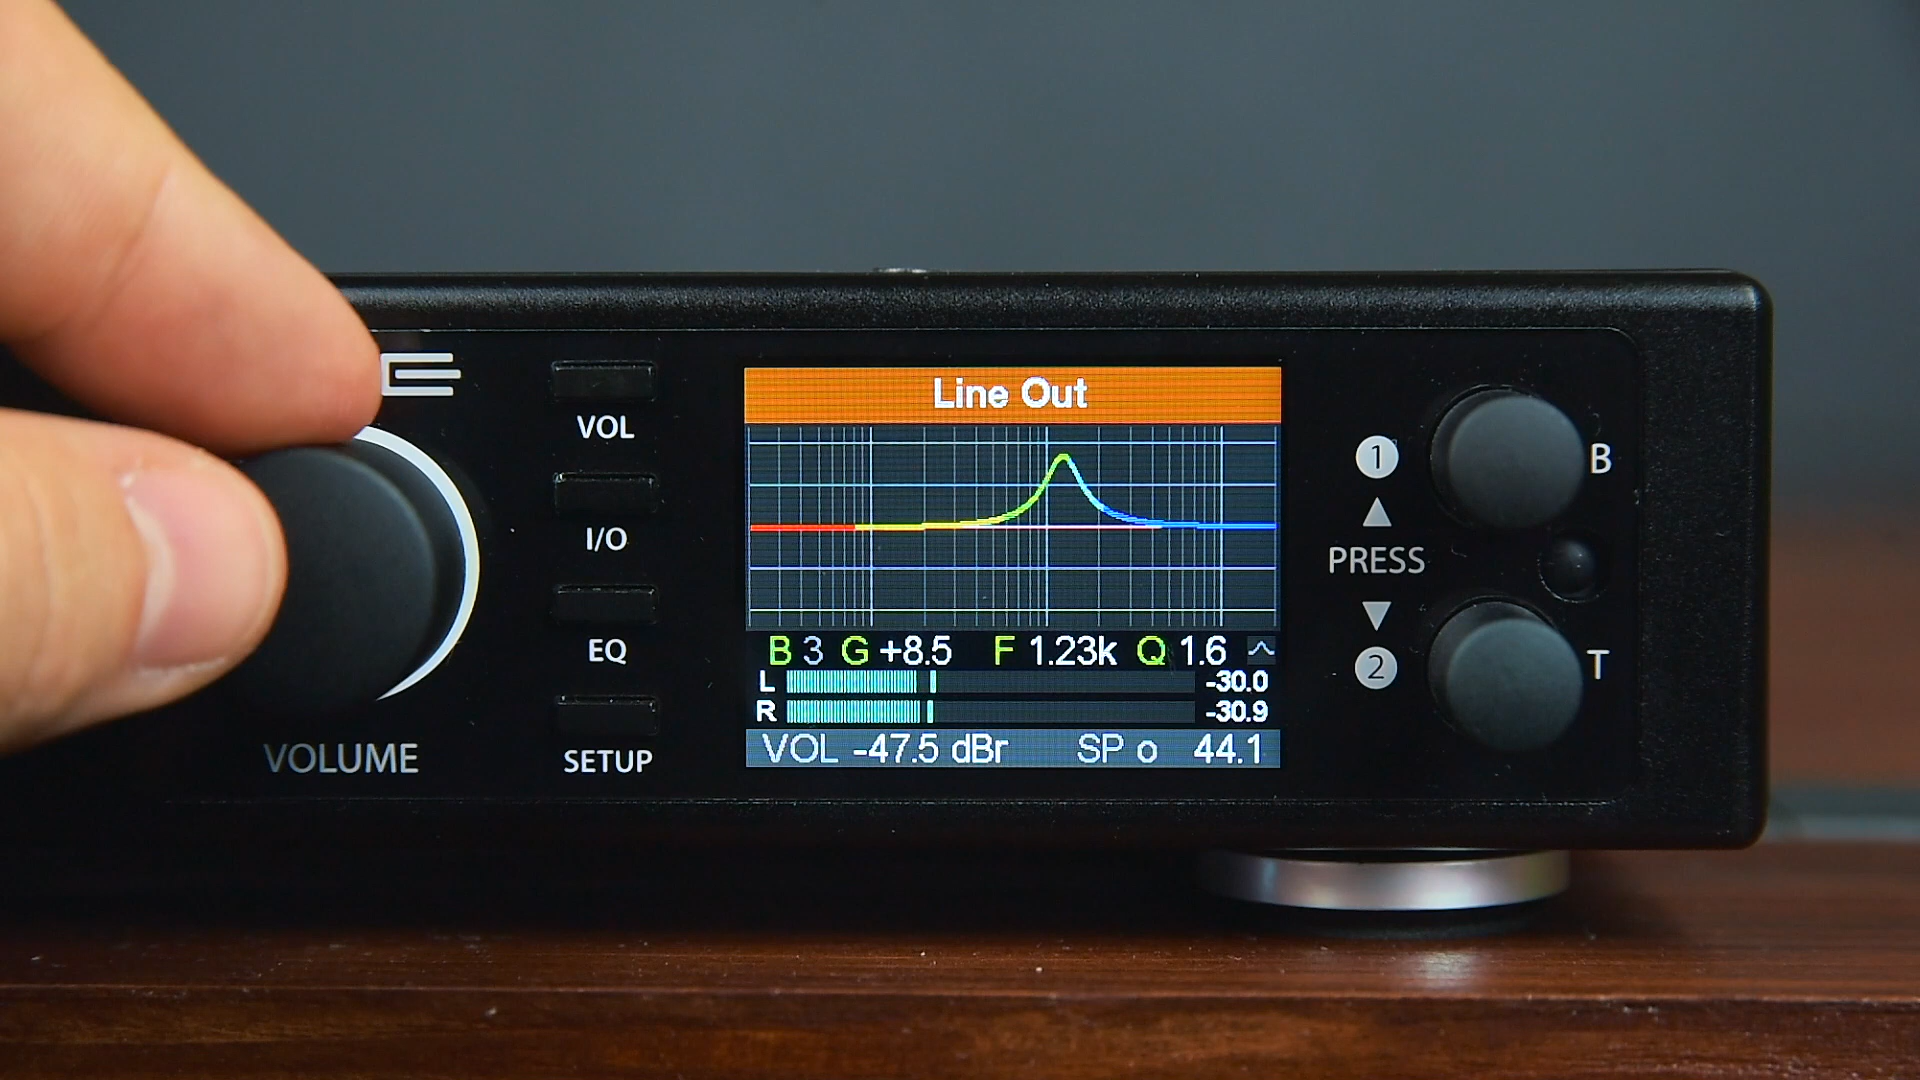 Line Out
B 3 G +8.5 F 1.23k Q 1.6
L -30.0
R -30.9
VOL -47.5 dBr SP o 44.1
VOL
I/O
EQ
SETUP
VOLUME
1 B
PRESS
2 T